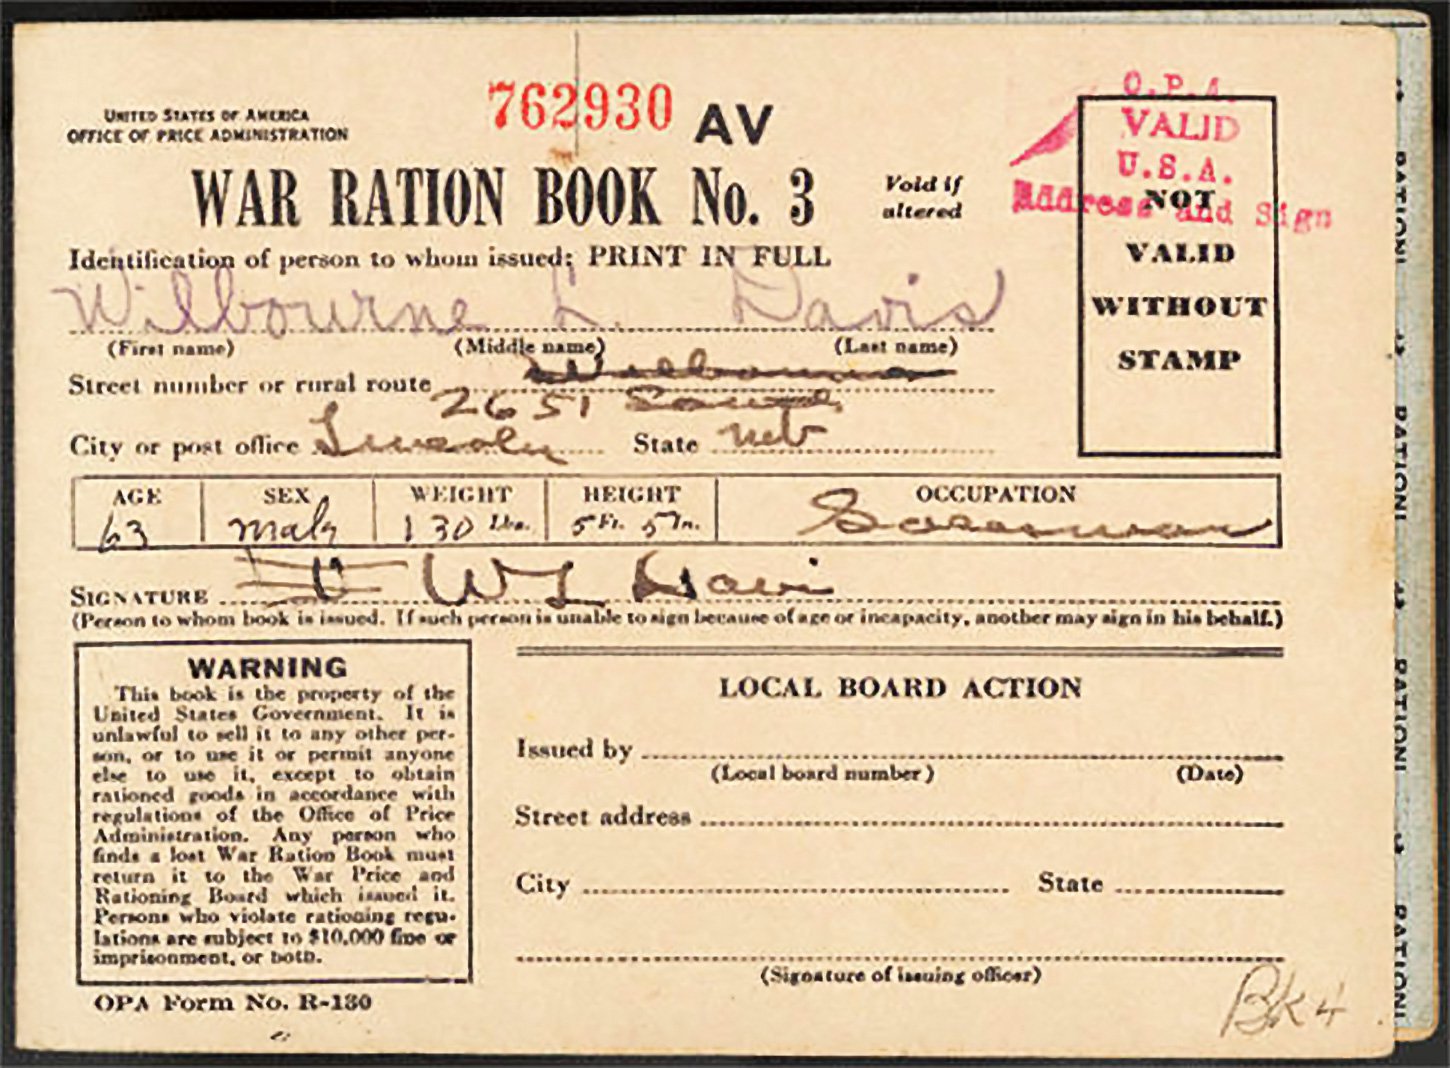 UNITED STATES OF AMERICA
OFFICE OF PRICE ADMINISTRATION
762930 AV
WAR RATION BOOK No. 3
Void if
altered
O.P.A.
VALID
U.S.A.
Address and Sign
NOT
VALID
WITHOUT
STAMP
Identification of person to whom issued: PRINT IN FULL
Wilbourne L. Davis
(First name) (Middle name) (Last name)
Street number or rural route
2651 South
City or post office Lincoln State Neb
AGE SEX WEIGHT HEIGHT OCCUPATION
63 Male 130 Lbs. 5 Ft. 5 In.
SIGNATURE W L Davi
(Person to whom book is issued. If such person is unable to sign because of age or incapacity, another may sign in his behalf.)
WARNING
This book is the property of the
United States Government. It is
unlawful to sell it to any other per-
son, or to use it or permit anyone
else to use it, except to obtain
rationed goods in accordance with
regulations of the Office of Price
Administration. Any person who
finds a lost War Ration Book must
return it to the War Price and
Rationing Board which issued it.
Persons who violate rationing regu-
lations are subject to $10,000 fine or
imprisonment, or both.
OPA Form No. R-130
LOCAL BOARD ACTION
Issued by
(Local board number) (Date)
Street address
City State
(Signature of issuing officer)
BK 4
RATION
RATION
RATION
RATION